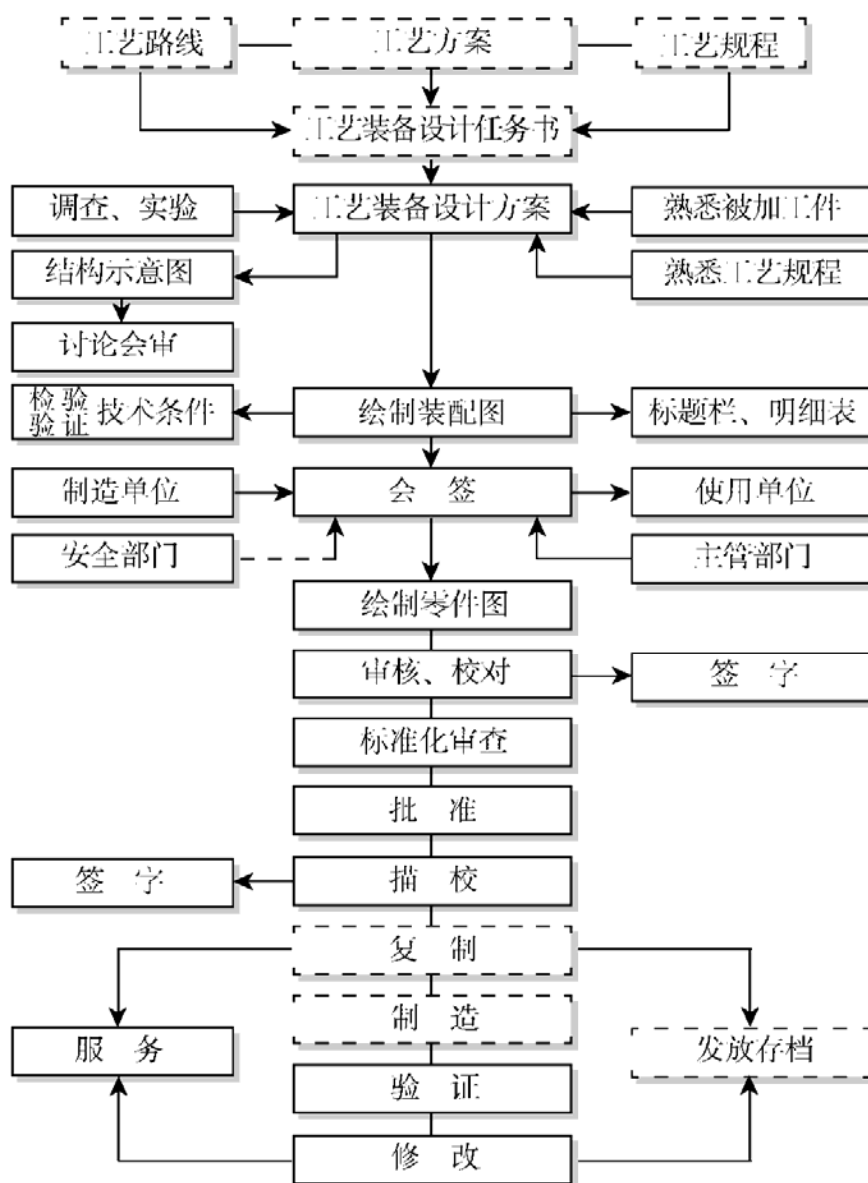 工艺路线 工艺方案 工艺规程
工艺装备设计任务书
调查、实验 工艺装备设计方案 熟悉被加工件
结构示意图 熟悉工艺规程
讨论会审
检验
验证 技术条件 绘制装配图 标题栏、明细表
制造单位 会 签 使用单位
安全部门 主管部门
绘制零件图
审核、校对 签 字
标准化审查
批 准
签 字 描 校
复 制
制 造
服 务 发放存档
验 证
修 改